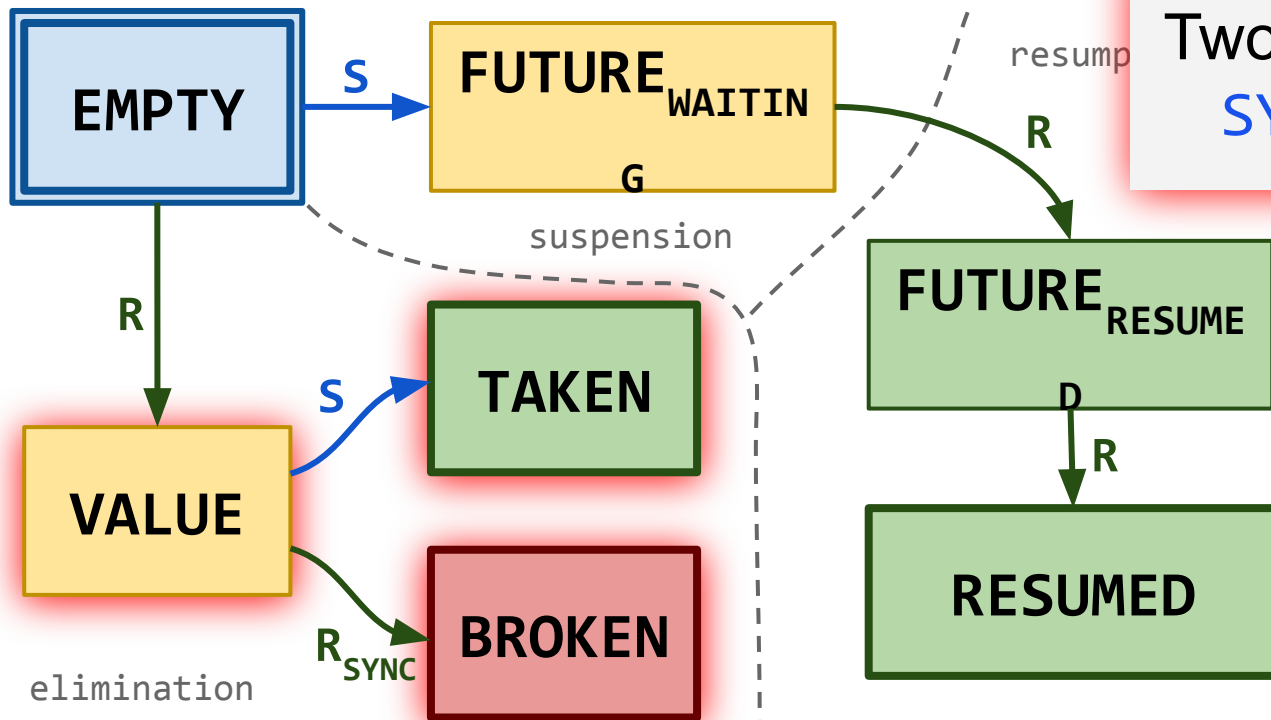 EMPTY
S
FUTURE WAITIN
G
resump
Two
SY
R
suspension
R
FUTURE RESUME
D
S
TAKEN
R
VALUE
RESUMED
BROKEN
R SYNC
elimination